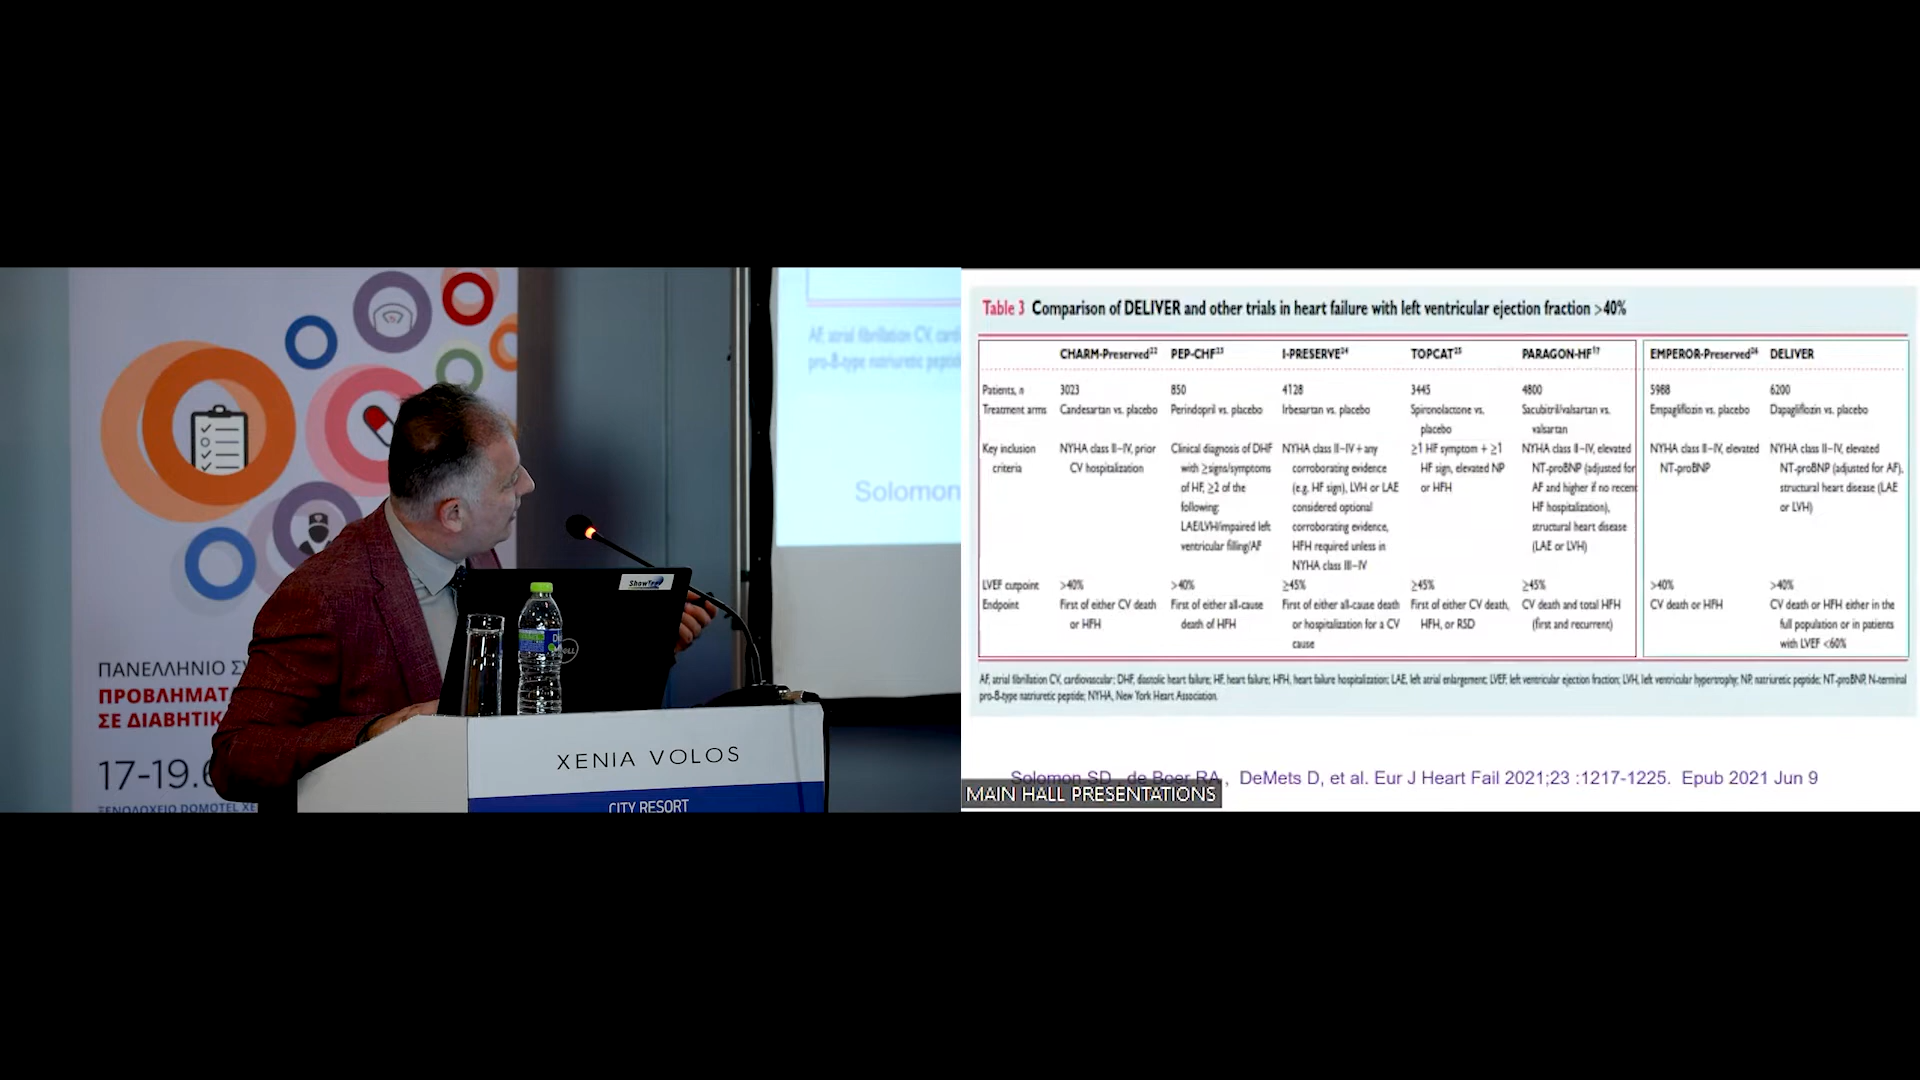 ΠΑΝΕΛΛΗΝΙΟ ΣΥ
ΠΡΟΒΛΗΜΑΤ
ΣΕ ΔΙΑΒΗΤΙΚ
17-19.6
ΞΕΝΟΔΟΧΕΙΟ DOMOTEL XE
ShowTec
DELL
XENIA VOLOS
CITY RESORT
AF, atrial fibrillation CV, cardi
pro-B-type natriuretic peptid
Solomon
Table 3 Comparison of DELIVER and other trials in heart failure with left ventricular ejection fraction >40%
CHARM-Preserved22 PEP-CHF23 I-PRESERVE24 TOPCAT25 PARAGON-HF17 EMPEROR-Preserved26 DELIVER
Patients, n 3023 850 4128 3445 4800 5988 6200
Treatment arms Candesartan vs. placebo Perindopril vs. placebo Irbesartan vs. placebo Spironolactone vs. Sacubitril/valsartan vs. Empagliflozin vs. placebo Dapagliflozin vs. placebo
placebo valsartan
Key inclusion NYHA class II–IV, prior Clinical diagnosis of DHF NYHA class II–IV + any ≥1 HF symptom + ≥1 NYHA class II–IV, elevated NYHA class II–IV, elevated NYHA class II–IV, elevated
criteria CV hospitalization with ≥signs/symptoms corroborating evidence HF sign, elevated NP NT-proBNP (adjusted for NT-proBNP NT-proBNP (adjusted for AF),
of HF, ≥2 of the (e.g. HF sign), LVH or LAE or HFH AF and higher if no recent structural heart disease (LAE
following: considered optional HF hospitalization), or LVH)
LAE/LVH/impaired left corroborating evidence, structural heart disease
ventricular filling/AF HFH required unless in (LAE or LVH)
NYHA class III–IV
LVEF cutpoint >40% >40% ≥45% ≥45% ≥45% >40% >40%
Endpoint First of either CV death First of either all-cause First of either all-cause death First of either CV death, CV death and total HFH CV death or HFH CV death or HFH either in the
or HFH death of HFH or hospitalization for a CV HFH, or RSD (first and recurrent) full population or in patients
cause with LVEF <60%
AF, atrial fibrillation CV, cardiovascular; DHF, diastolic heart failure; HF, heart failure; HFH, heart failure hospitalization; LAE, left atrial enlargement; LVEF, left ventricular ejection fraction; LVH, left ventricular hypertrophy; NP, natriuretic peptide; NT-proBNP, N-terminal
pro-B-type natriuretic peptide; NYHA, New York Heart Association.
Solomon SD , de Boer RA , DeMets D, et al. Eur J Heart Fail 2021;23 :1217-1225. Epub 2021 Jun 9
MAIN HALL PRESENTATIONS